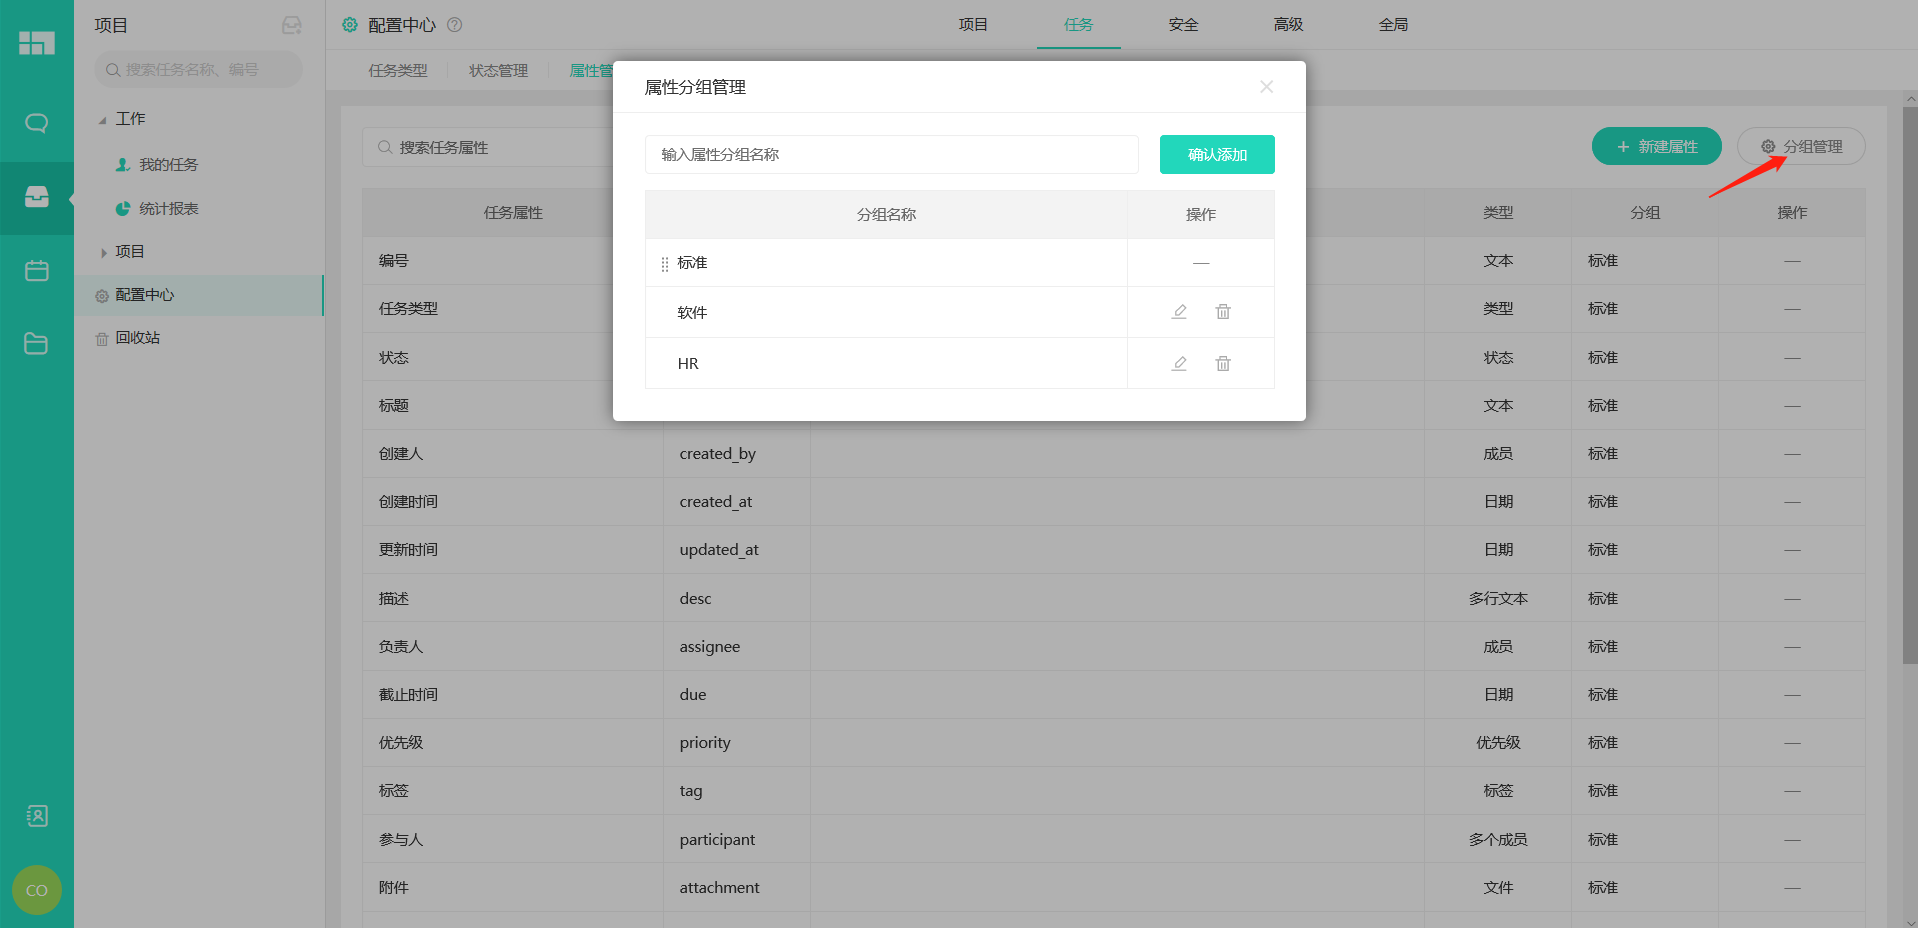 项目
搜索任务名称、编号
工作
我的任务
统计报表
项目
配置中心
回收站
CO
配置中心
项目
任务
安全
高级
全局
任务类型
状态管理
属性管
搜索任务属性
新建属性
分组管理
属性分组管理
输入属性分组名称
确认添加
分组名称 操作
标准 —
软件
HR
任务属性 类型 分组 操作
编号 文本 标准 —
任务类型 类型 标准 —
状态 状态 标准 —
标题 文本 标准 —
创建人 created_by 成员 标准 —
创建时间 created_at 日期 标准 —
更新时间 updated_at 日期 标准 —
描述 desc 多行文本 标准 —
负责人 assignee 成员 标准 —
截止时间 due 日期 标准 —
优先级 priority 优先级 标准 —
标签 tag 标签 标准 —
参与人 participant 多个成员 标准 —
附件 attachment 文件 标准 —